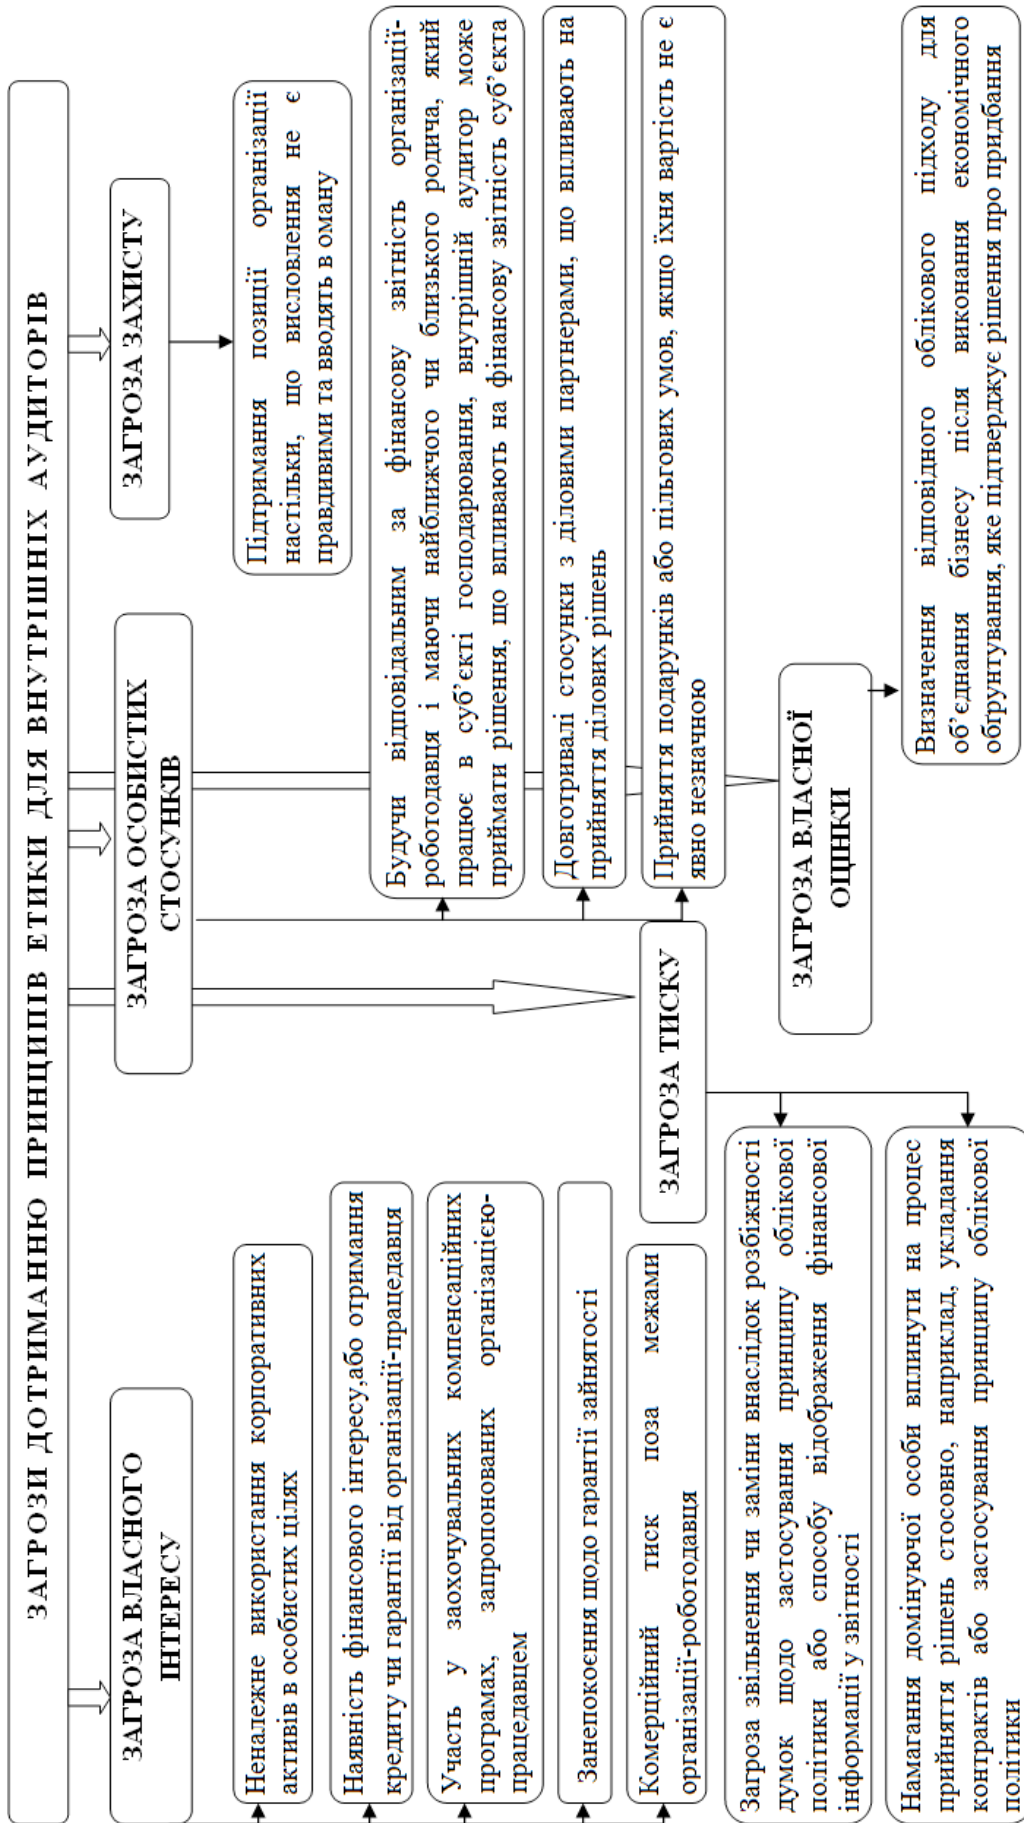 ЗАГРОЗИ ДОТРИМАННЮ ПРИНЦИПІВ ЕТИКИ ДЛЯ ВНУТРІШНІХ АУДИТОРІВ
ЗАГРОЗА ВЛАСНОГО
ІНТЕРЕСУ
Неналежне використання корпоративних
активів в особистих цілях
Наявність фінансового інтересу,або отримання
кредиту чи гарантії від організації-працедавця
Участь у заохочувальних компенсаційних
програмах, запропонованих організацією-
працедавцем
Занепокоєння щодо гарантії зайнятості
Комерційний тиск поза межами
організації-роботодавця
ЗАГРОЗА ТИСКУ
Загроза звільнення чи заміни внаслідок розбіжності
думок щодо застосування принципу облікової
політики або способу відображення фінансової
інформації у звітності
Намагання домінуючої особи вплинути на процес
прийняття рішень стосовно, наприклад, укладання
контрактів або застосування принципу облікової
політики
ЗАГРОЗА ОСОБИСТИХ
СТОСУНКІВ
Будучи відповідальним за фінансову звітність організації-
роботодавця і маючи найближчого чи близького родича, який
працює в суб’єкті господарювання, внутрішній аудитор може
приймати рішення, що впливають на фінансову звітність суб’єкта
Довготривалі стосунки з діловими партнерами, що впливають на
прийняття ділових рішень
Прийняття подарунків або пільгових умов, якщо їхня вартість не є
явно незначною
ЗАГРОЗА ВЛАСНОЇ
ОЦІНКИ
Визначення відповідного облікового підходу для
об’єднання бізнесу після виконання економічного
обґрунтування, яке підтверджує рішення про придбання
ЗАГРОЗА ЗАХИСТУ
Підтримання позиції організації
настільки, що висловлення не є
правдивими та вводять в оману